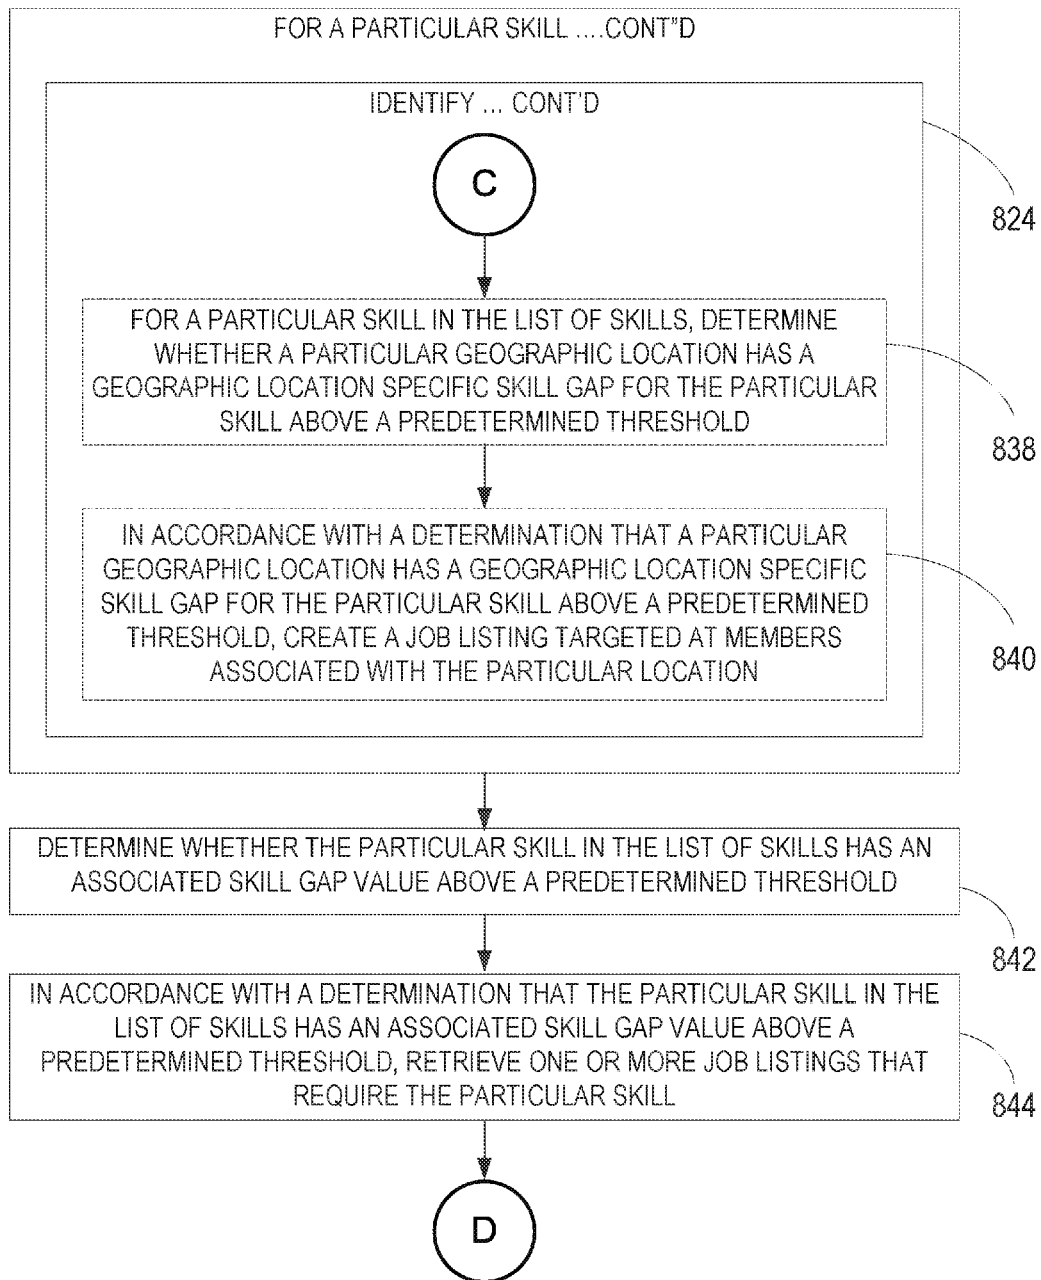 FOR A PARTICULAR SKILL ....CONT"D
IDENTIFY ... CONT'D
C
824
FOR A PARTICULAR SKILL IN THE LIST OF SKILLS, DETERMINE
WHETHER A PARTICULAR GEOGRAPHIC LOCATION HAS A
GEOGRAPHIC LOCATION SPECIFIC SKILL GAP FOR THE PARTICULAR
SKILL ABOVE A PREDETERMINED THRESHOLD
838
IN ACCORDANCE WITH A DETERMINATION THAT A PARTICULAR
GEOGRAPHIC LOCATION HAS A GEOGRAPHIC LOCATION SPECIFIC
SKILL GAP FOR THE PARTICULAR SKILL ABOVE A PREDETERMINED
THRESHOLD, CREATE A JOB LISTING TARGETED AT MEMBERS
ASSOCIATED WITH THE PARTICULAR LOCATION
840
DETERMINE WHETHER THE PARTICULAR SKILL IN THE LIST OF SKILLS HAS AN
ASSOCIATED SKILL GAP VALUE ABOVE A PREDETERMINED THRESHOLD
842
IN ACCORDANCE WITH A DETERMINATION THAT THE PARTICULAR SKILL IN THE
LIST OF SKILLS HAS AN ASSOCIATED SKILL GAP VALUE ABOVE A
PREDETERMINED THRESHOLD, RETRIEVE ONE OR MORE JOB LISTINGS THAT
REQUIRE THE PARTICULAR SKILL
844
D